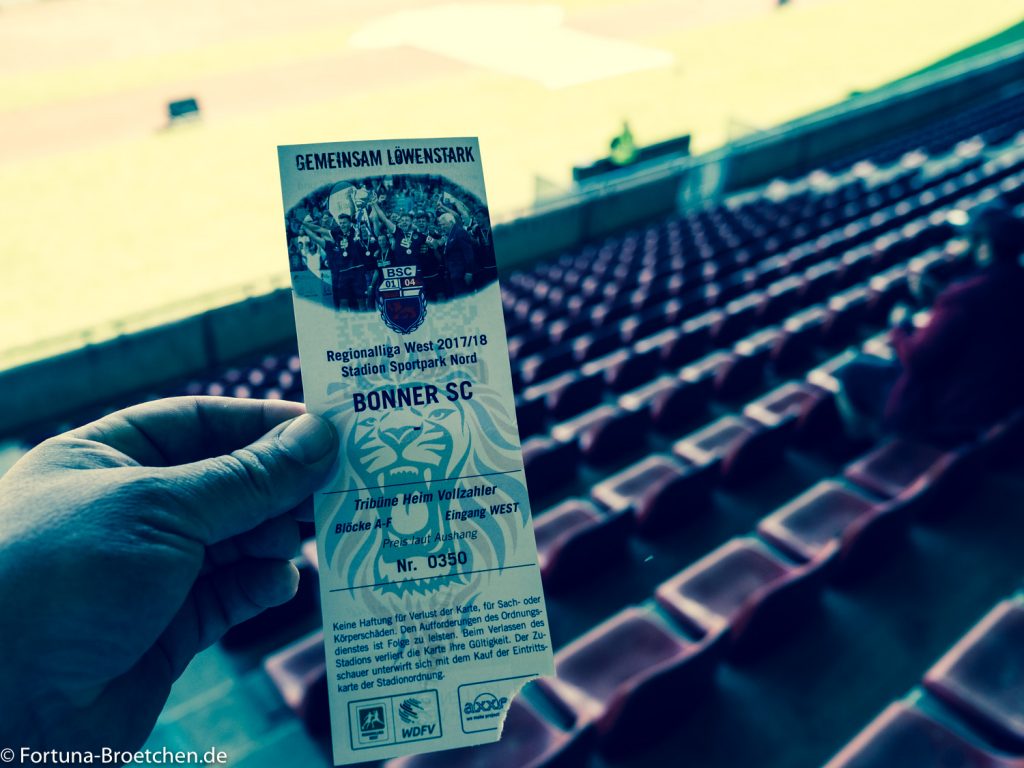 GEMEINSAM LÖWENSTARK
BSC
01 04
Regionalliga West 2017/18
Stadion Sportpark Nord
BONNER SC
-
Tribüne Heim Vollzahler
Blöcke A-F Eingang WEST
Preis laut Aushang
Nr. 0350
Keine Haftung für Verlust der Karte, für Sach- oder
Körperschäden. Den Aufforderungen des Ordnungs-
dienstes ist Folge zu leisten. Beim Verlassen des
Stadions verliert die Karte ihre Gültigkeit. Der Zu-
schauer unterwirft sich mit dem Kauf der Eintritts-
karte der Stadionordnung.
WDFV
© Fortuna-Broetchen.de